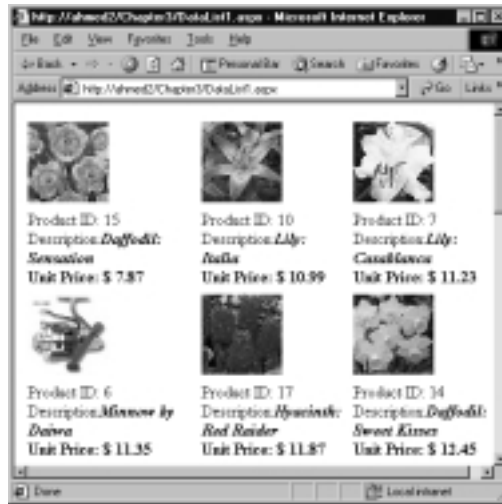 http://ahmed2/Chapter3/DataList1.aspx - Microsoft Internet Explorer
File Edit View Favorites Tools Help
Back Personal Bar Search Favorites
Address http://ahmed2/Chapter3/DataList1.aspx Go Links
Product ID: 15
Description:Daffodil:
Sensation
Unit Price: $ 7.87
Product ID: 10
Description:Lily:
Italia
Unit Price: $ 10.99
Product ID: 7
Description:Lily:
Casablanca
Unit Price: $ 11.23
Product ID: 6
Description:Minnow by
Daiwa
Unit Price: $ 11.35
Product ID: 17
Description:Hyacinth:
Red Raider
Unit Price: $ 11.87
Product ID: 14
Description:Daffodil:
Sweet Kisses
Unit Price: $ 12.45
Done Local intranet